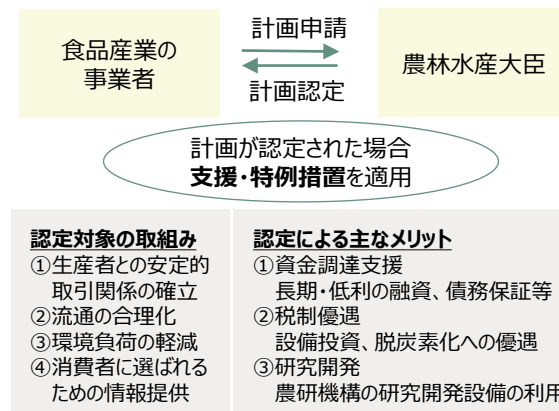 食品産業の
事業者
計画申請
計画認定
農林水産大臣
計画が認定された場合
支援・特例措置を適用
認定対象の取組み
①生産者との安定的
取引関係の確立
②流通の合理化
③環境負荷の軽減
④消費者に選ばれる
ための情報提供
認定による主なメリット
①資金調達支援
長期・低利の融資、債務保証等
②税制優遇
設備投資、脱炭素化への優遇
③研究開発
農研機構の研究開発設備の利用